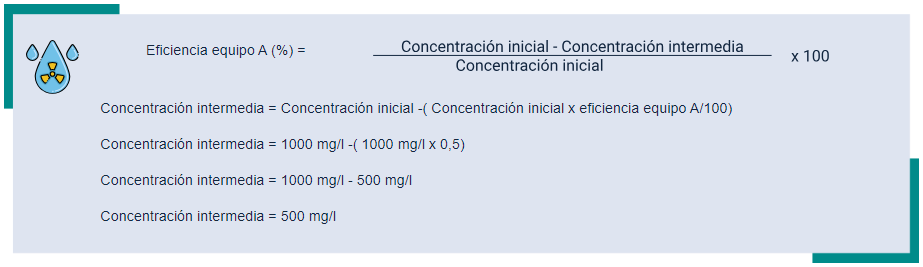 Eficiencia equipo A (%) =
Concentración inicial - Concentración intermedia
Concentración inicial
x 100
Concentración intermedia = Concentración inicial -( Concentración inicial x eficiencia equipo A/100)
Concentración intermedia = 1000 mg/l -( 1000 mg/l x 0,5)
Concentración intermedia = 1000 mg/l - 500 mg/l
Concentración intermedia = 500 mg/l